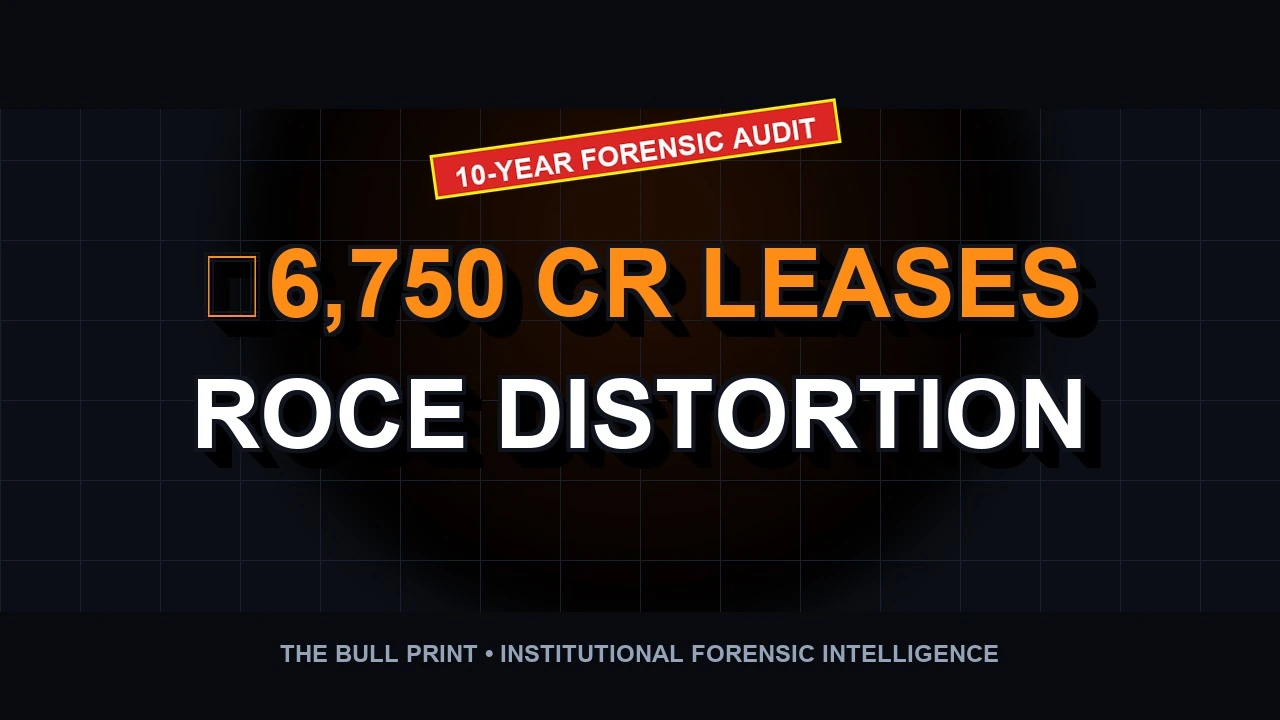 10-YEAR FORENSIC AUDIT
□6,750 CR LEASES
ROCE DISTORTION
THE BULL PRINT • INSTITUTIONAL FORENSIC INTELLIGENCE